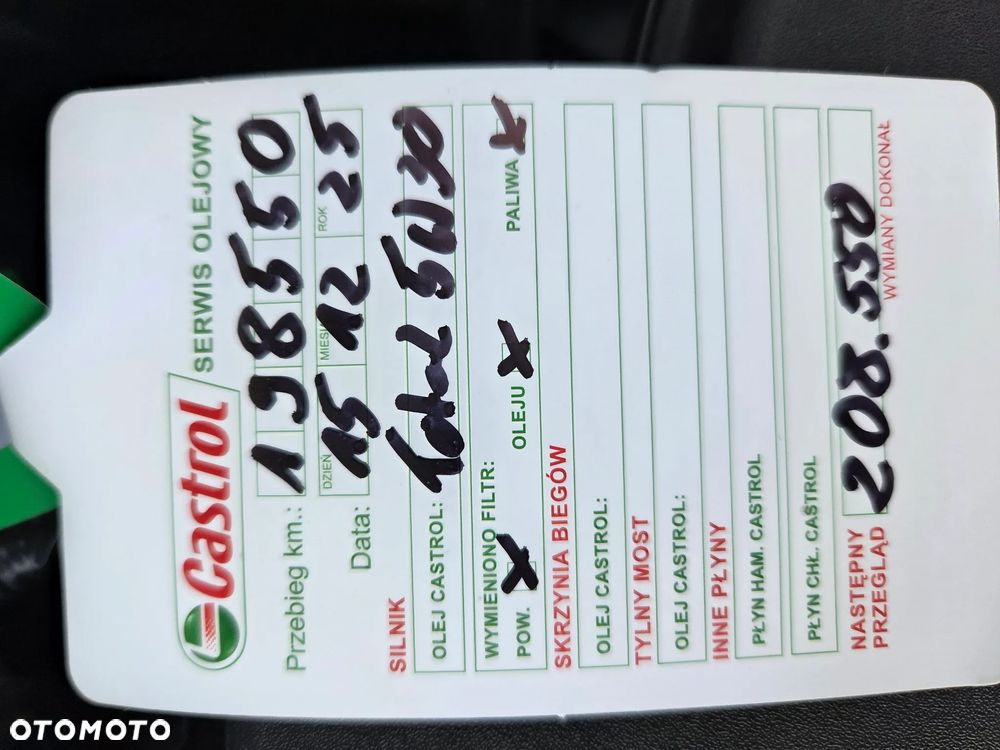 Castrol SERWIS OLEJOWY
Przebieg km.: 198550
DZIEŃ ROK
Data: 15 12 25
SILNIK
OLEJ CASTROL: Total 5W30
WYMIENIONO FILTR:
POW. X OLEJU X PALIWA X
SKRZYNIA BIEGÓW
OLEJ CASTROL:
TYLNY MOST
OLEJ CASTROL:
INNE PŁYNY
PŁYN HAM. CASTROL
PŁYN CHŁ. CASTROL
NASTĘPNY
PRZEGLĄD 208.550
WYMIANY DOKONAŁ
OTOMOTO